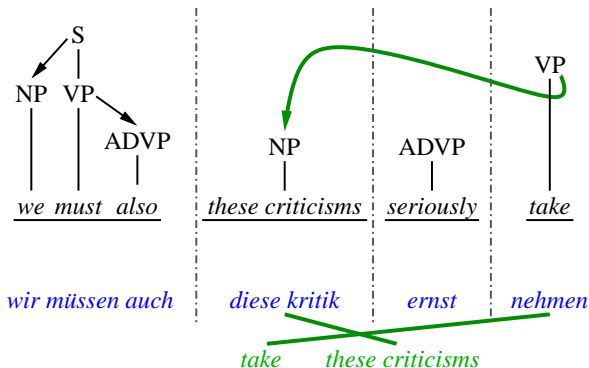 S
VP
NP VP
ADVP NP ADVP
we must also these criticisms seriously take
wir müssen auch diese kritik ernst nehmen
take these criticisms